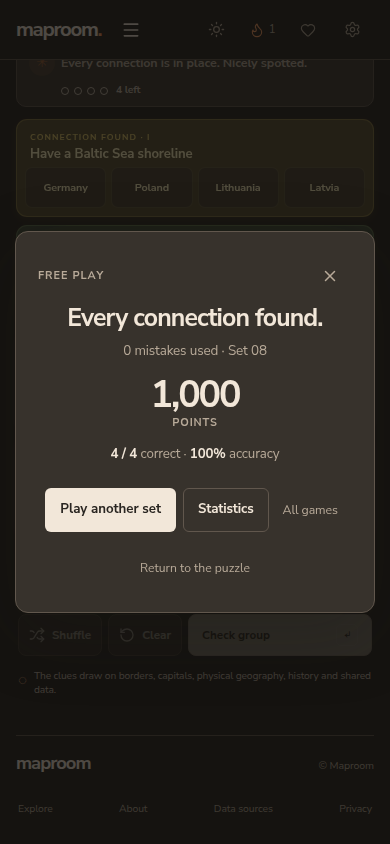 maproom.
1
Every connection is in place. Nicely spotted.
4 left
CONNECTION FOUND · I
Have a Baltic Sea shoreline
Germany Poland Lithuania Latvia
FREE PLAY
Every connection found.
0 mistakes used · Set 08
1,000
POINTS
4 / 4 correct · 100% accuracy
Play another set Statistics All games
Return to the puzzle
Shuffle Clear Check group
The clues draw on borders, capitals, physical geography, history and shared
data.
maproom © Maproom
Explore About Data sources Privacy